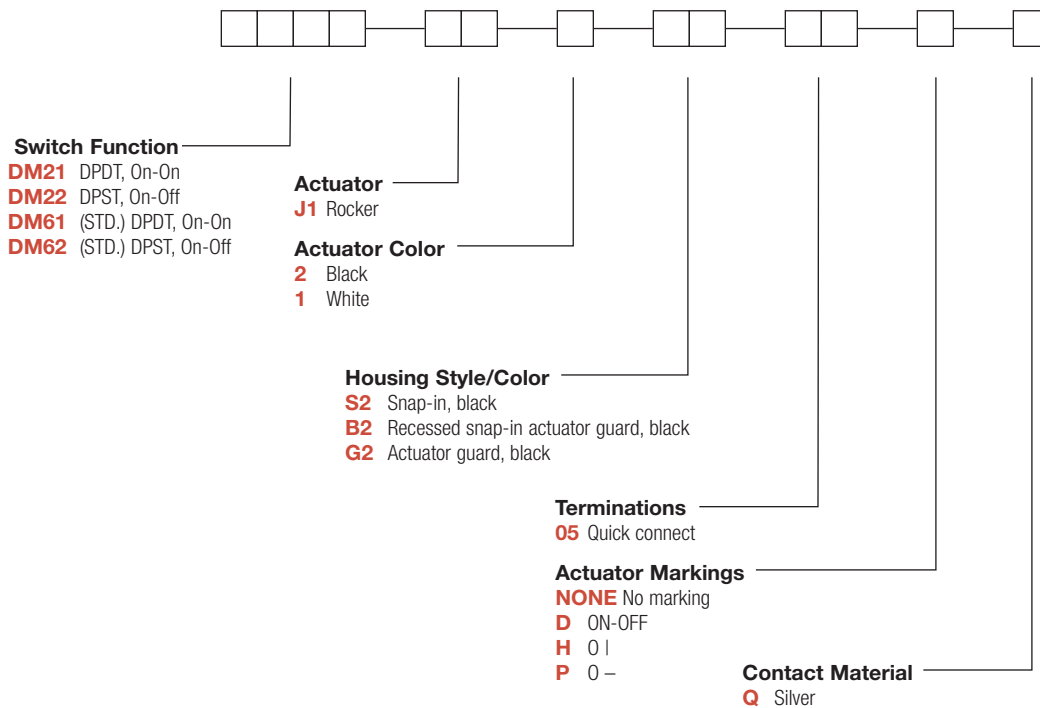 Switch Function
DM21 DPDT, On-On
DM22 DPST, On-Off
DM61 (STD.) DPDT, On-On
DM62 (STD.) DPST, On-Off
Actuator
J1 Rocker
Actuator Color
2 Black
1 White
Housing Style/Color
S2 Snap-in, black
B2 Recessed snap-in actuator guard, black
G2 Actuator guard, black
Terminations
05 Quick connect
Actuator Markings
NONE No marking
D ON-OFF
H O |
P O –
Contact Material
Q Silver